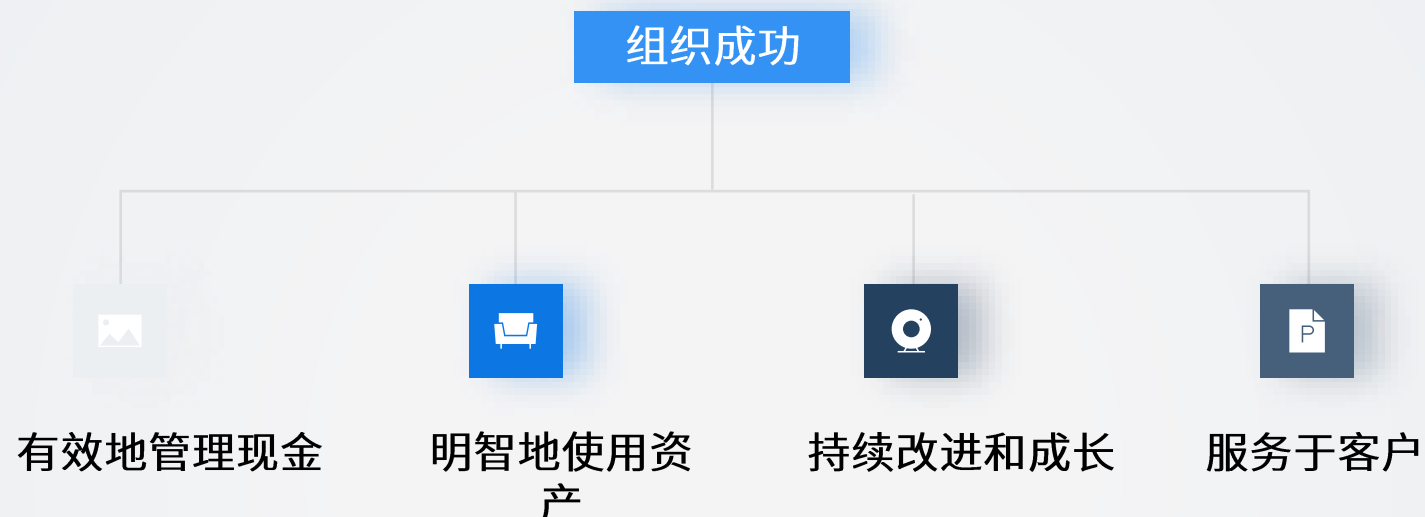 组织成功
有效地管理现金
明智地使用资
产
持续改进和成长
服务于客户
P